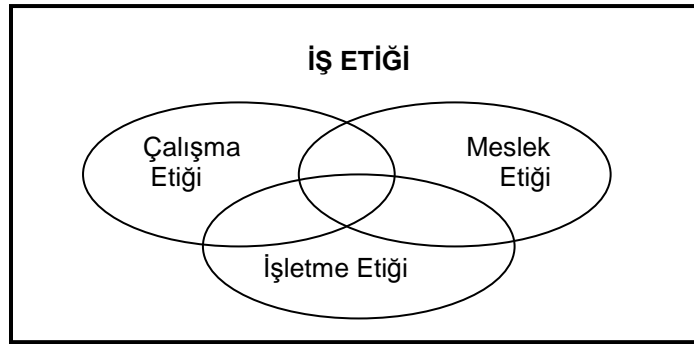 İŞ ETİĞİ
Çalışma
Etiği
Meslek
Etiği
İşletme Etiği